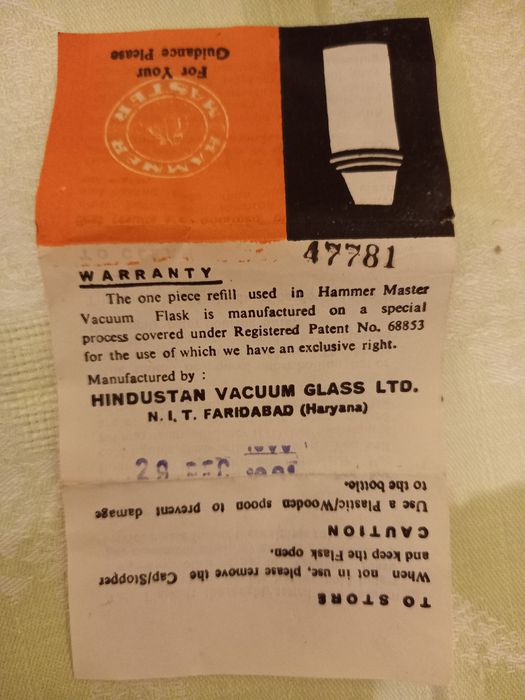 For Your
Guidance Please
HAMMER MASTER
47781
WARRANTY
The one piece refill used in Hammer Master
Vacuum Flask is manufactured on a special
process covered under Registered Patent No. 68853
for the use of which we have an exclusive right.
Manufactured by :
HINDUSTAN VACUUM GLASS LTD.
N. I. T. FARIDABAD (Haryana)
TO STORE
When not in use, please remove the Cap/Stopper
and keep the Flask open.
CAUTION
Use a Plastic/Wooden spoon to prevent damage
to the bottle.